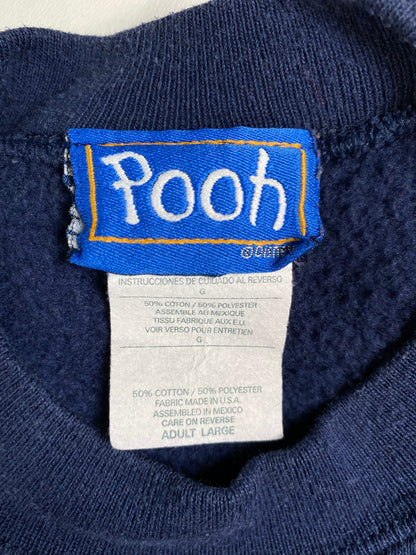 Pooh
INSTRUCCIONES DE CUIDADO AL REVERSO
G
50% COTON / 50% POLYESTER
ASSEMBLE AU MEXIQUE
TISSU FABRIQUE AUX E.U.
VOIR VERSO POUR ENTRETIEN
G
50% COTTON / 50% POLYESTER
FABRIC MADE IN U.S.A.
ASSEMBLED IN MEXICO
CARE ON REVERSE
ADULT LARGE